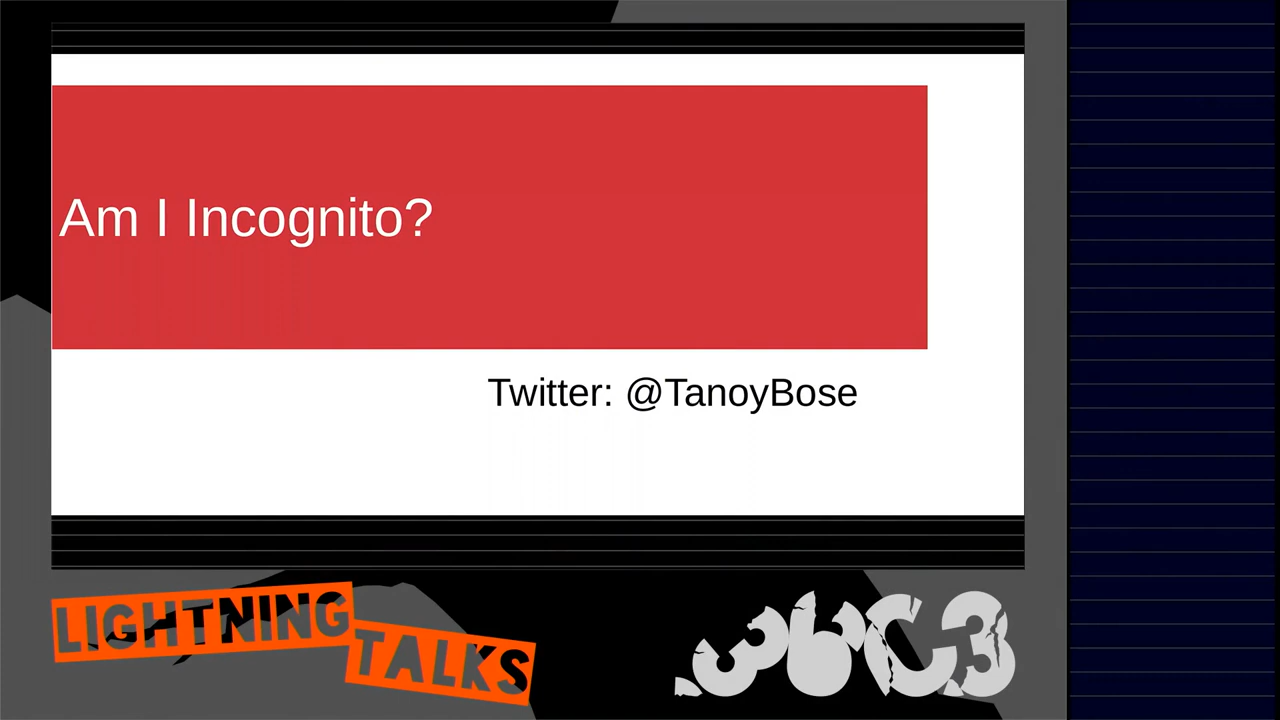 Am I Incognito?
Twitter: @TanoyBose
LIGHTNING
TALKS
.36C3